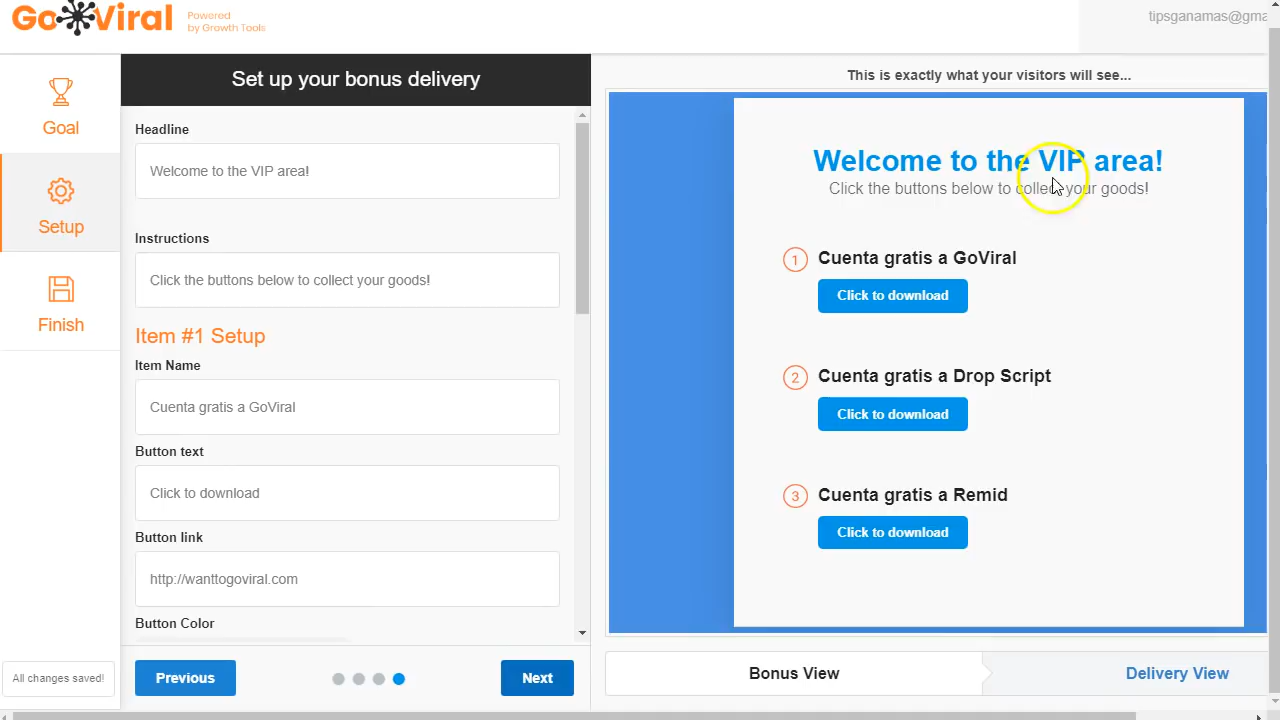 Go Viral
Powered
by Growth Tools
tipsganamas@gma
Goal
Setup
Finish
All changes saved!
Set up your bonus delivery
Headline
Welcome to the VIP area!
Instructions
Click the buttons below to collect your goods!
Item #1 Setup
Item Name
Cuenta gratis a GoViral
Button text
Click to download
Button link
http://wanttogoviral.com
Button Color
Previous
Next
This is exactly what your visitors will see...
Welcome to the VIP area!
Click the buttons below to collect your goods!
1 Cuenta gratis a GoViral
Click to download
2 Cuenta gratis a Drop Script
Click to download
3 Cuenta gratis a Remid
Click to download
Bonus View
Delivery View